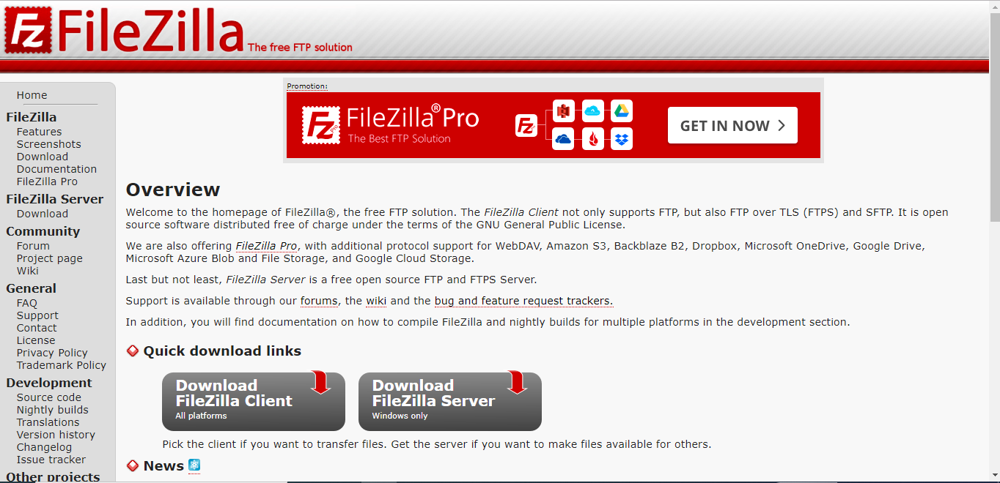 Fz FileZilla The free FTP solution
Home
FileZilla
Features
Screenshots
Download
Documentation
FileZilla Pro
FileZilla Server
Download
Community
Forum
Project page
Wiki
General
FAQ
Support
Contact
License
Privacy Policy
Trademark Policy
Development
Source code
Nightly builds
Translations
Version history
Changelog
Issue tracker
Other projects
Promotion:
Fz Pro FileZilla® Pro
The Best FTP Solution
Fz
GET IN NOW
Overview
Welcome to the homepage of FileZilla®, the free FTP solution. The FileZilla Client not only supports FTP, but also FTP over TLS (FTPS) and SFTP. It is open
source software distributed free of charge under the terms of the GNU General Public License.
We are also offering FileZilla Pro, with additional protocol support for WebDAV, Amazon S3, Backblaze B2, Dropbox, Microsoft OneDrive, Google Drive,
Microsoft Azure Blob and File Storage, and Google Cloud Storage.
Last but not least, FileZilla Server is a free open source FTP and FTPS Server.
Support is available through our forums, the wiki and the bug and feature request trackers.
In addition, you will find documentation on how to compile FileZilla and nightly builds for multiple platforms in the development section.
Quick download links
Download
FileZilla Client
All platforms
Download
FileZilla Server
Windows only
Pick the client if you want to transfer files. Get the server if you want to make files available for others.
News